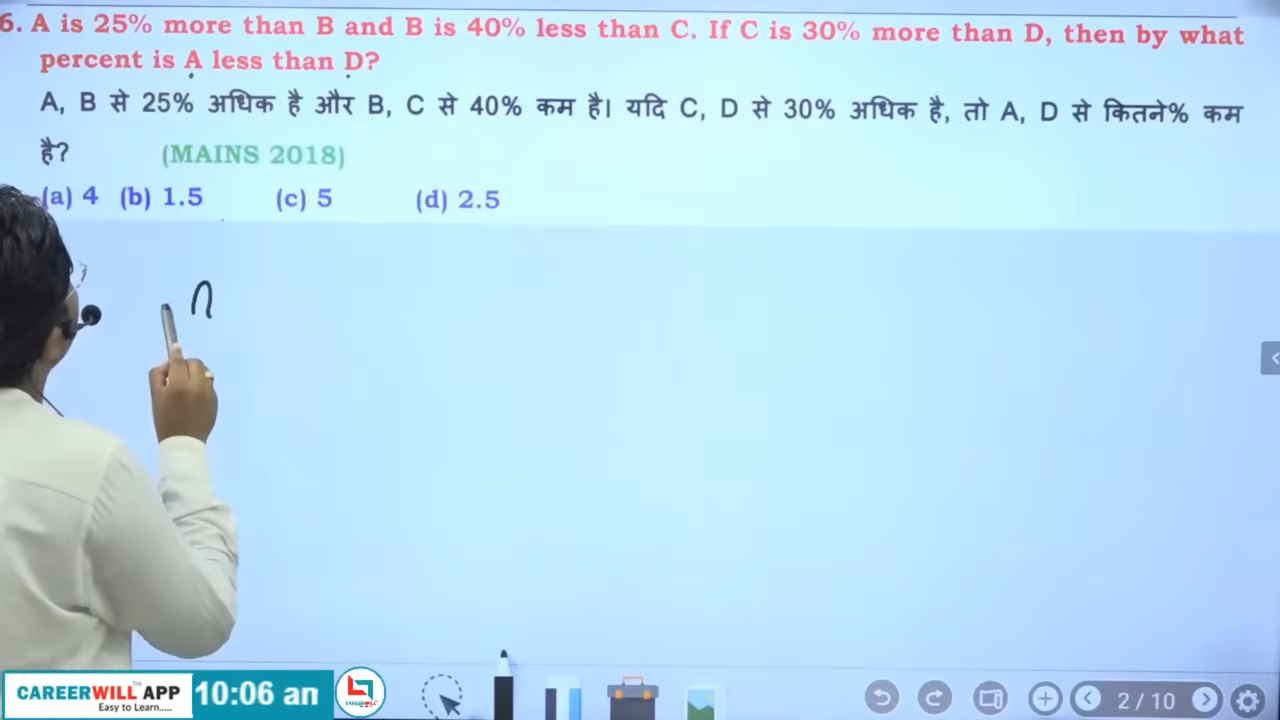 6. A is 25% more than B and B is 40% less than C. If C is 30% more than D, then by what
percent is A less than D?
A, B से 25% अधिक है और B, C से 40% कम है। यदि C, D से 30% अधिक है, तो A, D से कितने% कम
है? (MAINS 2018)
(a) 4 (b) 1.5 (c) 5 (d) 2.5
CAREERWILL APP
Easy to Learn.....
10:06 an
CAREERWILL
2 / 10